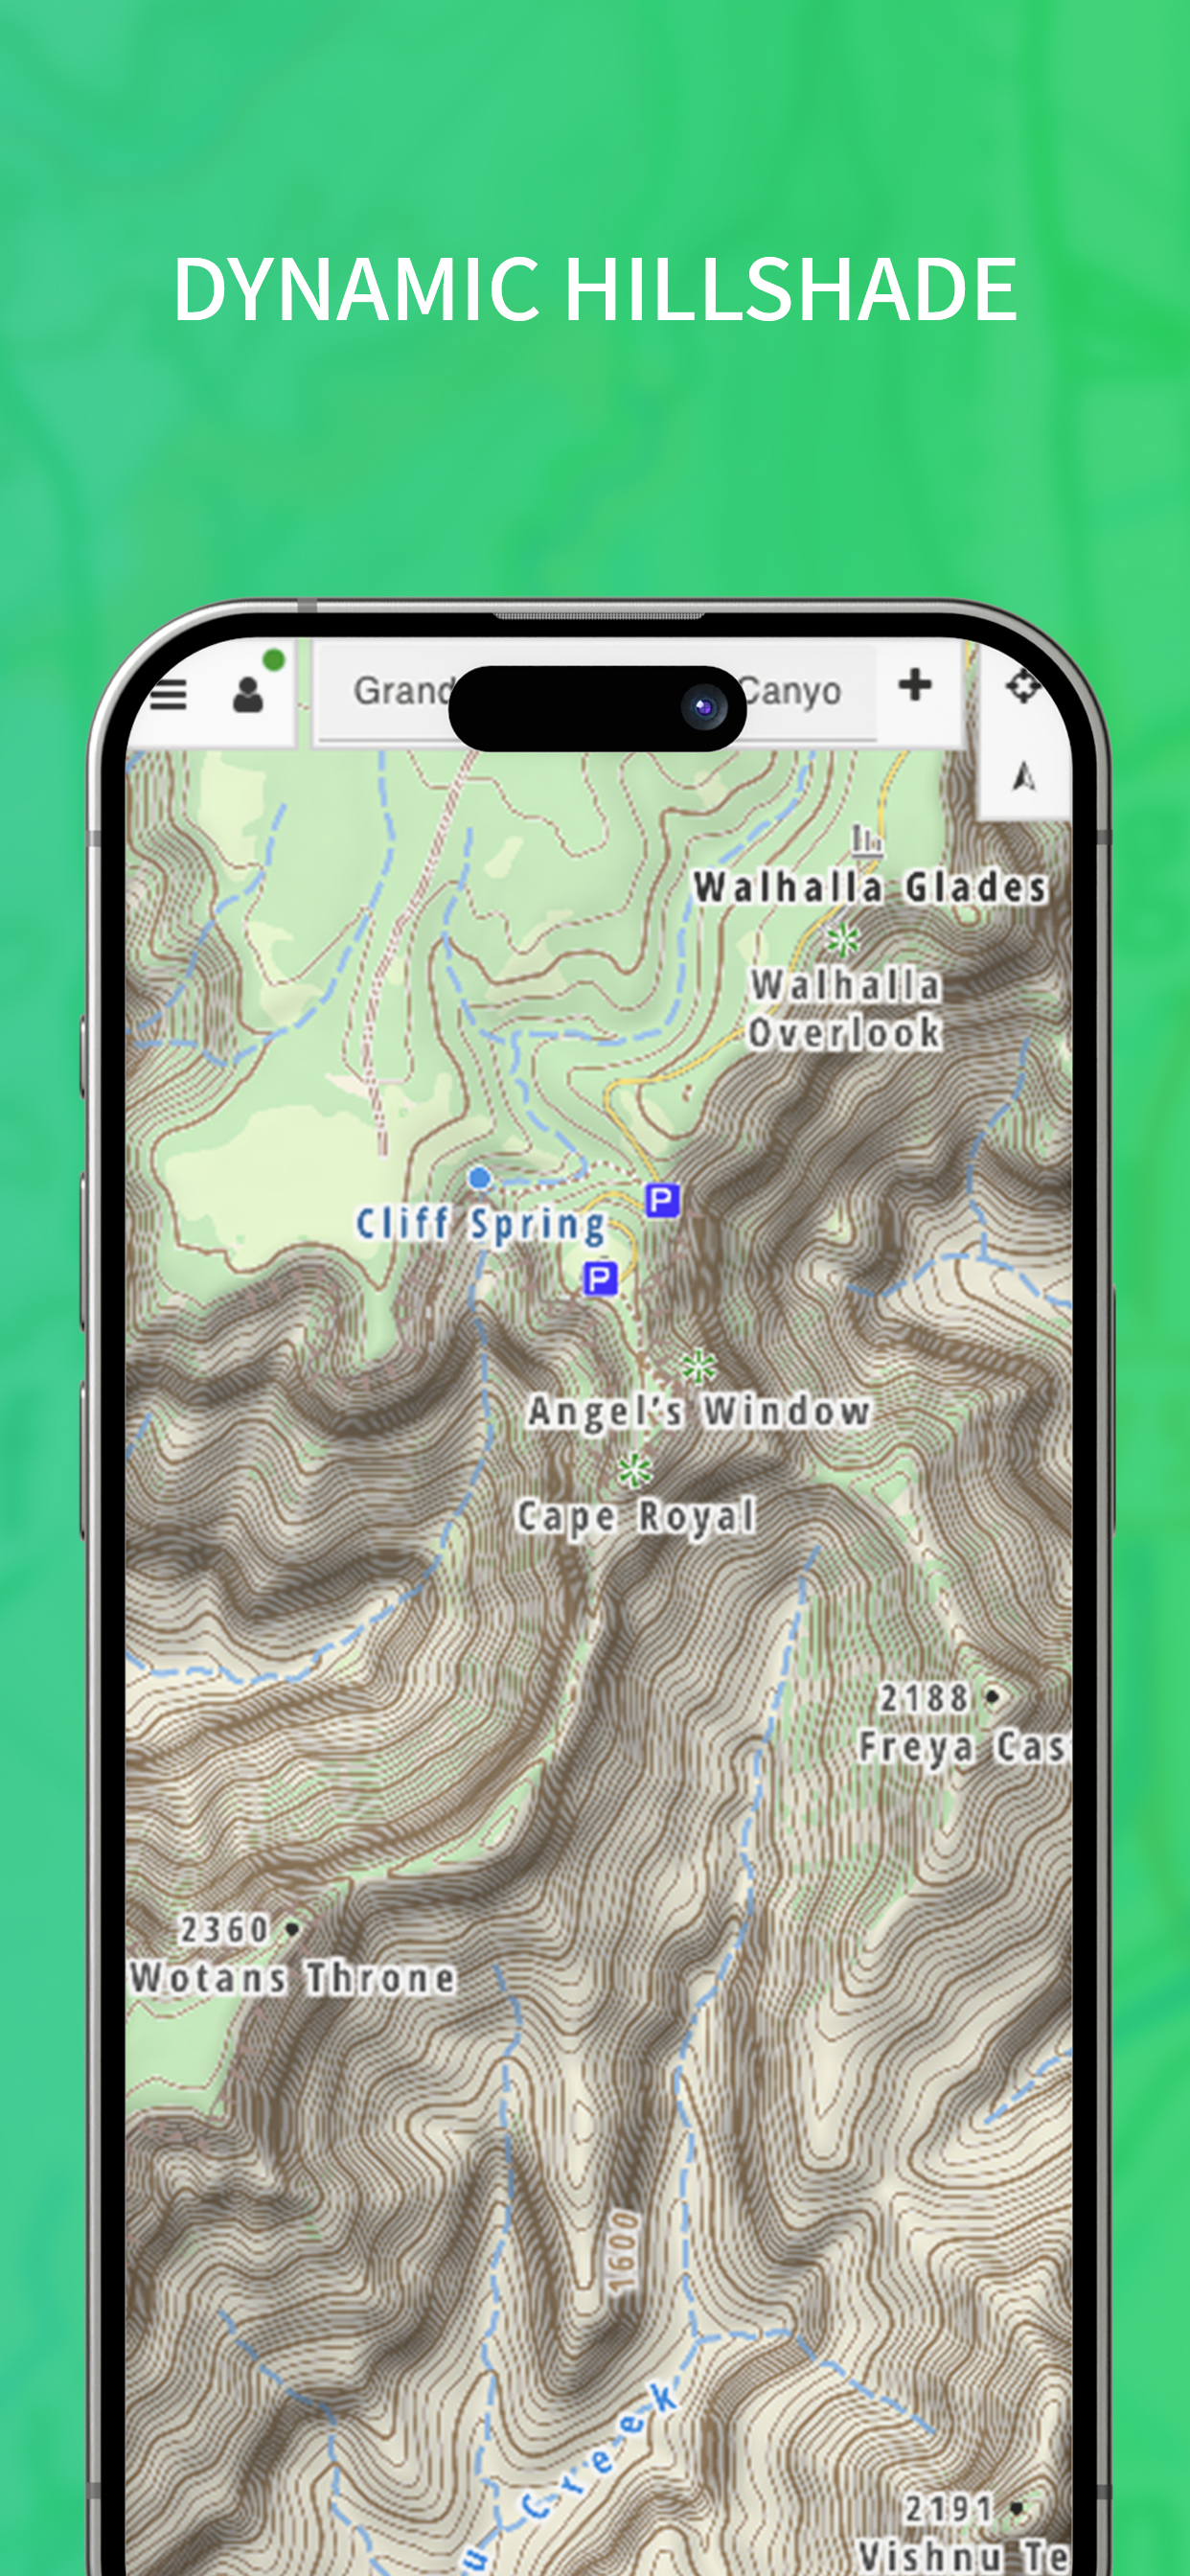 DYNAMIC HILLSHADE
Grand Canyo
Walhalla Glades
Walhalla
Overlook
P
Cliff Spring
P
Angel's Window
Cape Royal
2188
Freya Cas
2360
Wotans Throne
1600
u Creek
2191
Vishnu Te